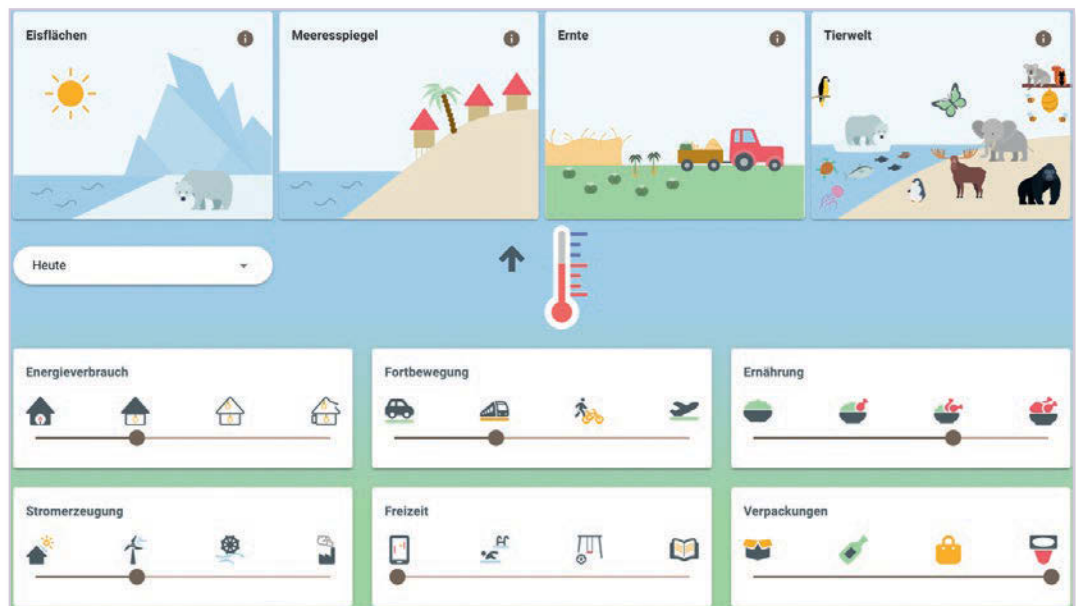 Eisflächen
Meeresspiegel
Ernte
Tierwelt
Heute
Energieverbrauch
Fortbewegung
Ernährung
Stromerzeugung
Freizeit
Verpackungen